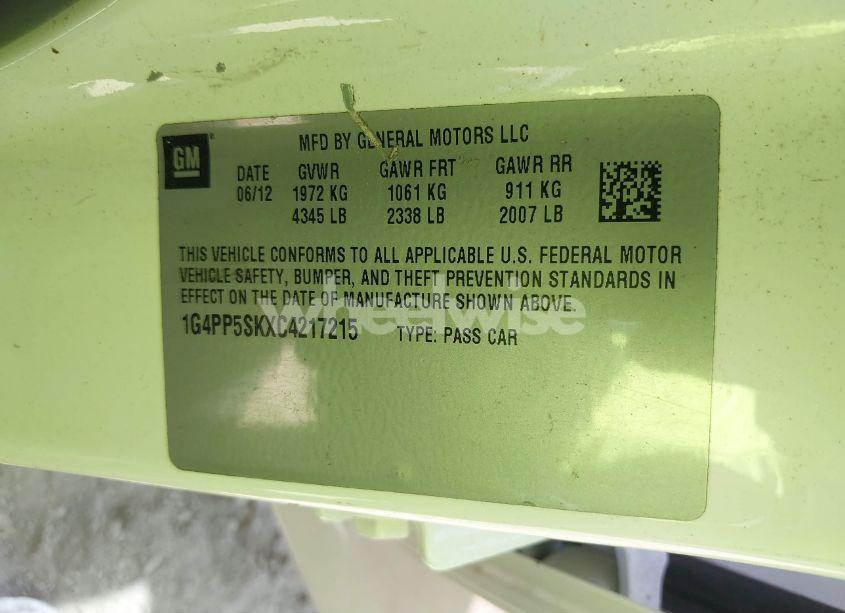 GM
MFD BY GENERAL MOTORS LLC
DATE GVWR GAWR FRT GAWR RR
06/12 1972 KG 1061 KG 911 KG
4345 LB 2338 LB 2007 LB
THIS VEHICLE CONFORMS TO ALL APPLICABLE U.S. FEDERAL MOTOR
VEHICLE SAFETY, BUMPER, AND THEFT PREVENTION STANDARDS IN
EFFECT ON THE DATE OF MANUFACTURE SHOWN ABOVE.
wheelwise
1G4PP5SKXC4217215 TYPE: PASS CAR